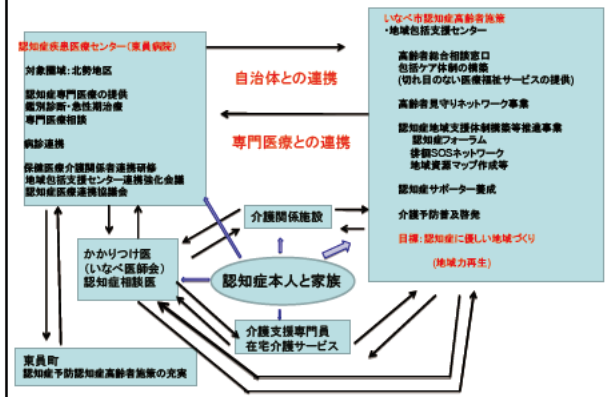 認知症疾患医療センター(東員病院)
対象圏域:北勢地区
認知症専門医療の提供
鑑別診断・急性期治療
専門医療相談
病診連携
保健医療介護関係者連携研修
地域包括支援センター連携強化会議
認知症医療連携協議会
自治体との連携
専門医療との連携
いなべ市認知症高齢者施策
・地域包括支援センター
高齢者総合相談窓口
包括ケア体制の構築
(切れ目のない医療福祉サービスの提供)
高齢者見守りネットワーク事業
認知症地域支援体制構築等推進事業
認知症フォーラム
徘徊SOSネットワーク
地域資源マップ作成等
認知症サポーター養成
介護予防普及啓発
目標:認知症に優しい地域づくり
(地域力再生)
介護関係施設
かかりつけ医
(いなべ医師会)
認知症相談医
認知症本人と家族
介護支援専門員
在宅介護サービス
東員町
認知症予防認知症高齢者施策の充実